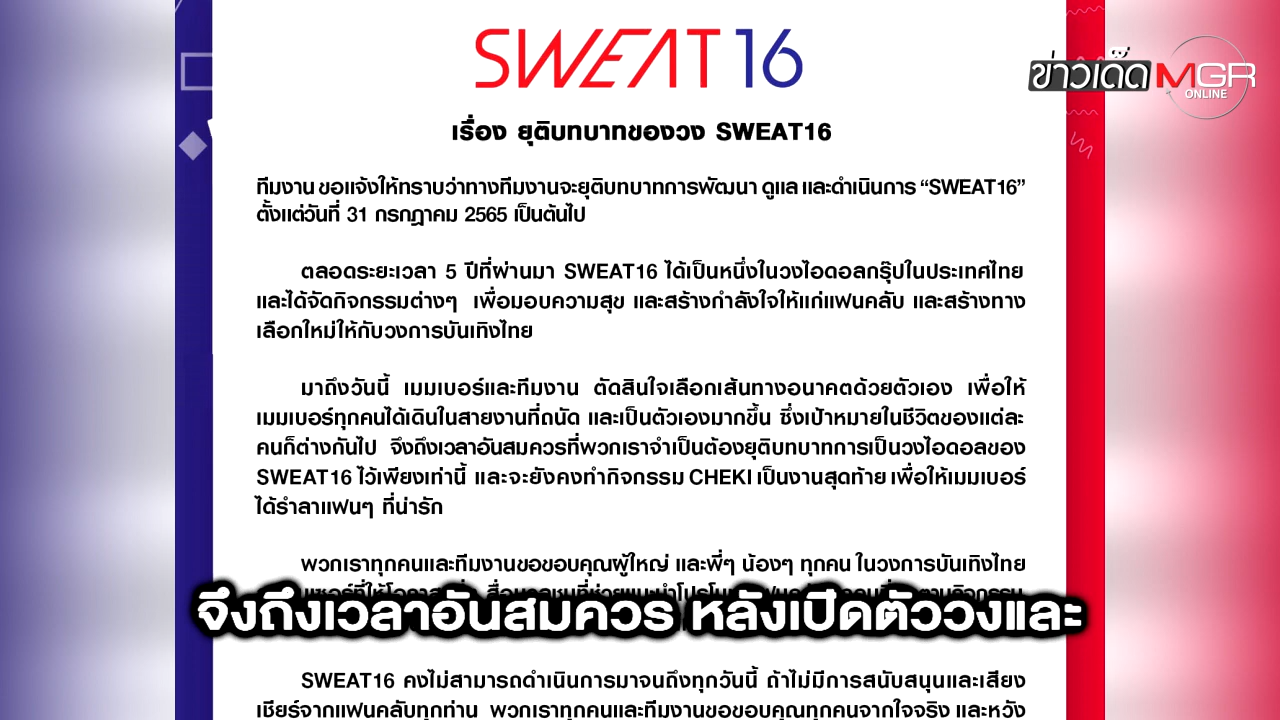 SWEAT16
ข่าวเด็ด MGR
ONLINE
เรื่อง ยุติบทบาทของวง SWEAT16
ทีมงาน ขอแจ้งให้ทราบว่าทางทีมงานจะยุติบทบาทการพัฒนา ดูแล และดำเนินการ “SWEAT16”
ตั้งแต่วันที่ 31 กรกฎาคม 2565 เป็นต้นไป
ตลอดระยะเวลา 5 ปีที่ผ่านมา SWEAT16 ได้เป็นหนึ่งในวงไอดอลกรุ๊ปในประเทศไทย
และได้จัดกิจกรรมต่างๆ เพื่อมอบความสุข และสร้างกำลังใจให้แก่แฟนคลับ และสร้างทาง
เลือกใหม่ให้กับวงการบันเทิงไทย
มาถึงวันนี้ เมมเบอร์และทีมงาน ตัดสินใจเลือกเส้นทางอนาคตด้วยตัวเอง เพื่อให้
เมมเบอร์ทุกคนได้เดินในสายงานที่ถนัด และเป็นตัวเองมากขึ้น ซึ่งเป้าหมายในชีวิตของแต่ละ
คนก็ต่างกันไป จึงถึงเวลาอันสมควรที่พวกเราจำเป็นต้องยุติบทบาทการเป็นวงไอดอลของ
SWEAT16 ไว้เพียงเท่านี้ และจะยังคงทำกิจกรรม CHEKI เป็นงานสุดท้าย เพื่อให้เมมเบอร์
ได้ร่ำลาแฟนๆ ที่น่ารัก
พวกเราทุกคนและทีมงานขอขอบคุณผู้ใหญ่ และพี่ๆ น้องๆ ทุกคน ในวงการบันเทิงไทย
จึงถึงเวลาอันสมควร หลังเปิดตัววงและ
SWEAT16 คงไม่สามารถดำเนินการมาจนถึงทุกวันนี้ ถ้าไม่มีการสนับสนุนและเสียง
เชียร์จากแฟนคลับทุกท่าน พวกเราทุกคนและทีมงานขอขอบคุณทุกคนจากใจจริง และหวัง